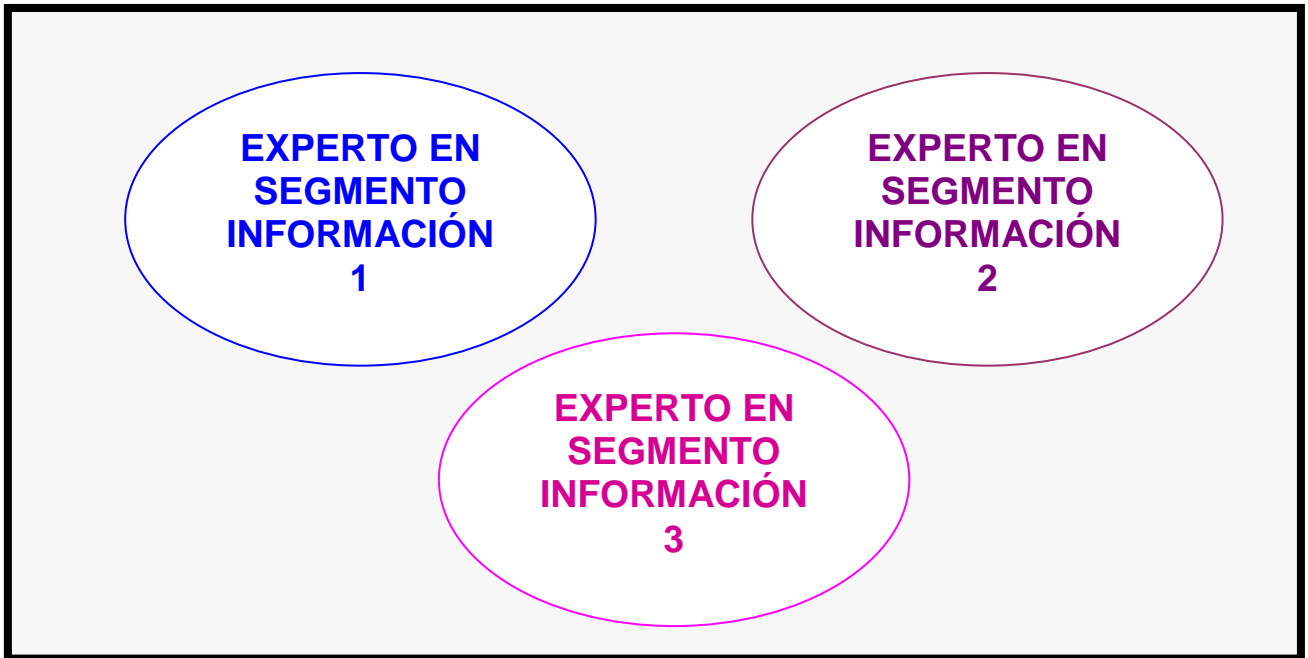 EXPERTO EN
SEGMENTO
INFORMACIÓN
1
EXPERTO EN
SEGMENTO
INFORMACIÓN
2
EXPERTO EN
SEGMENTO
INFORMACIÓN
3